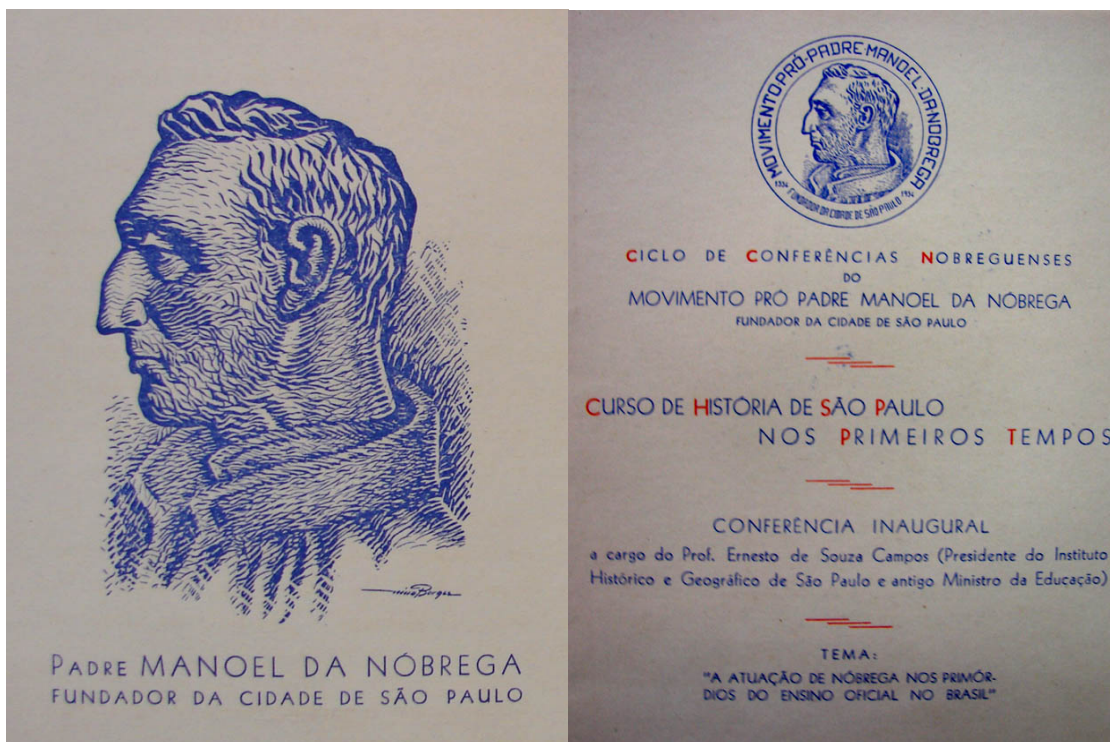 PADRE MANOEL DA NÓBREGA
FUNDADOR DA CIDADE DE SÃO PAULO
MOVIMENTO PRÓ-PADRE-MANOEL-DANOBREGA
FUNDADOR DA CIDADE DE SÃO PAULO
CICLO DE CONFERÊNCIAS NOBREGUENSES
DO
MOVIMENTO PRÓ PADRE MANOEL DA NÓBREGA
FUNDADOR DA CIDADE DE SÃO PAULO
CURSO DE HISTÓRIA DE SÃO PAULO
NOS PRIMEIROS TEMPOS
CONFERÊNCIA INAUGURAL
a cargo do Prof. Ernesto de Souza Campos (Presidente do Instituto
Histórico e Geográfico de São Paulo e antigo Ministro da Educação)
TEMA:
"A ATUAÇÃO DE NÓBREGA NOS PRIMÓR-
DIOS DO ENSINO OFICIAL NO BRASIL"